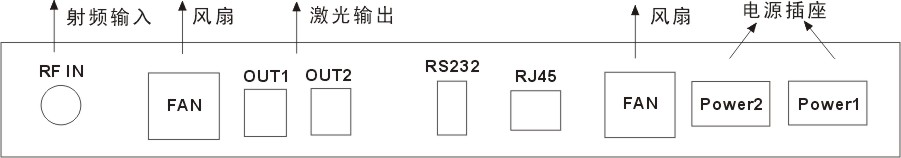 射频输入 风扇 激光输出 风扇 电源插座
RF IN OUT1 OUT2 RS232 RJ45
FAN FAN Power2 Power1